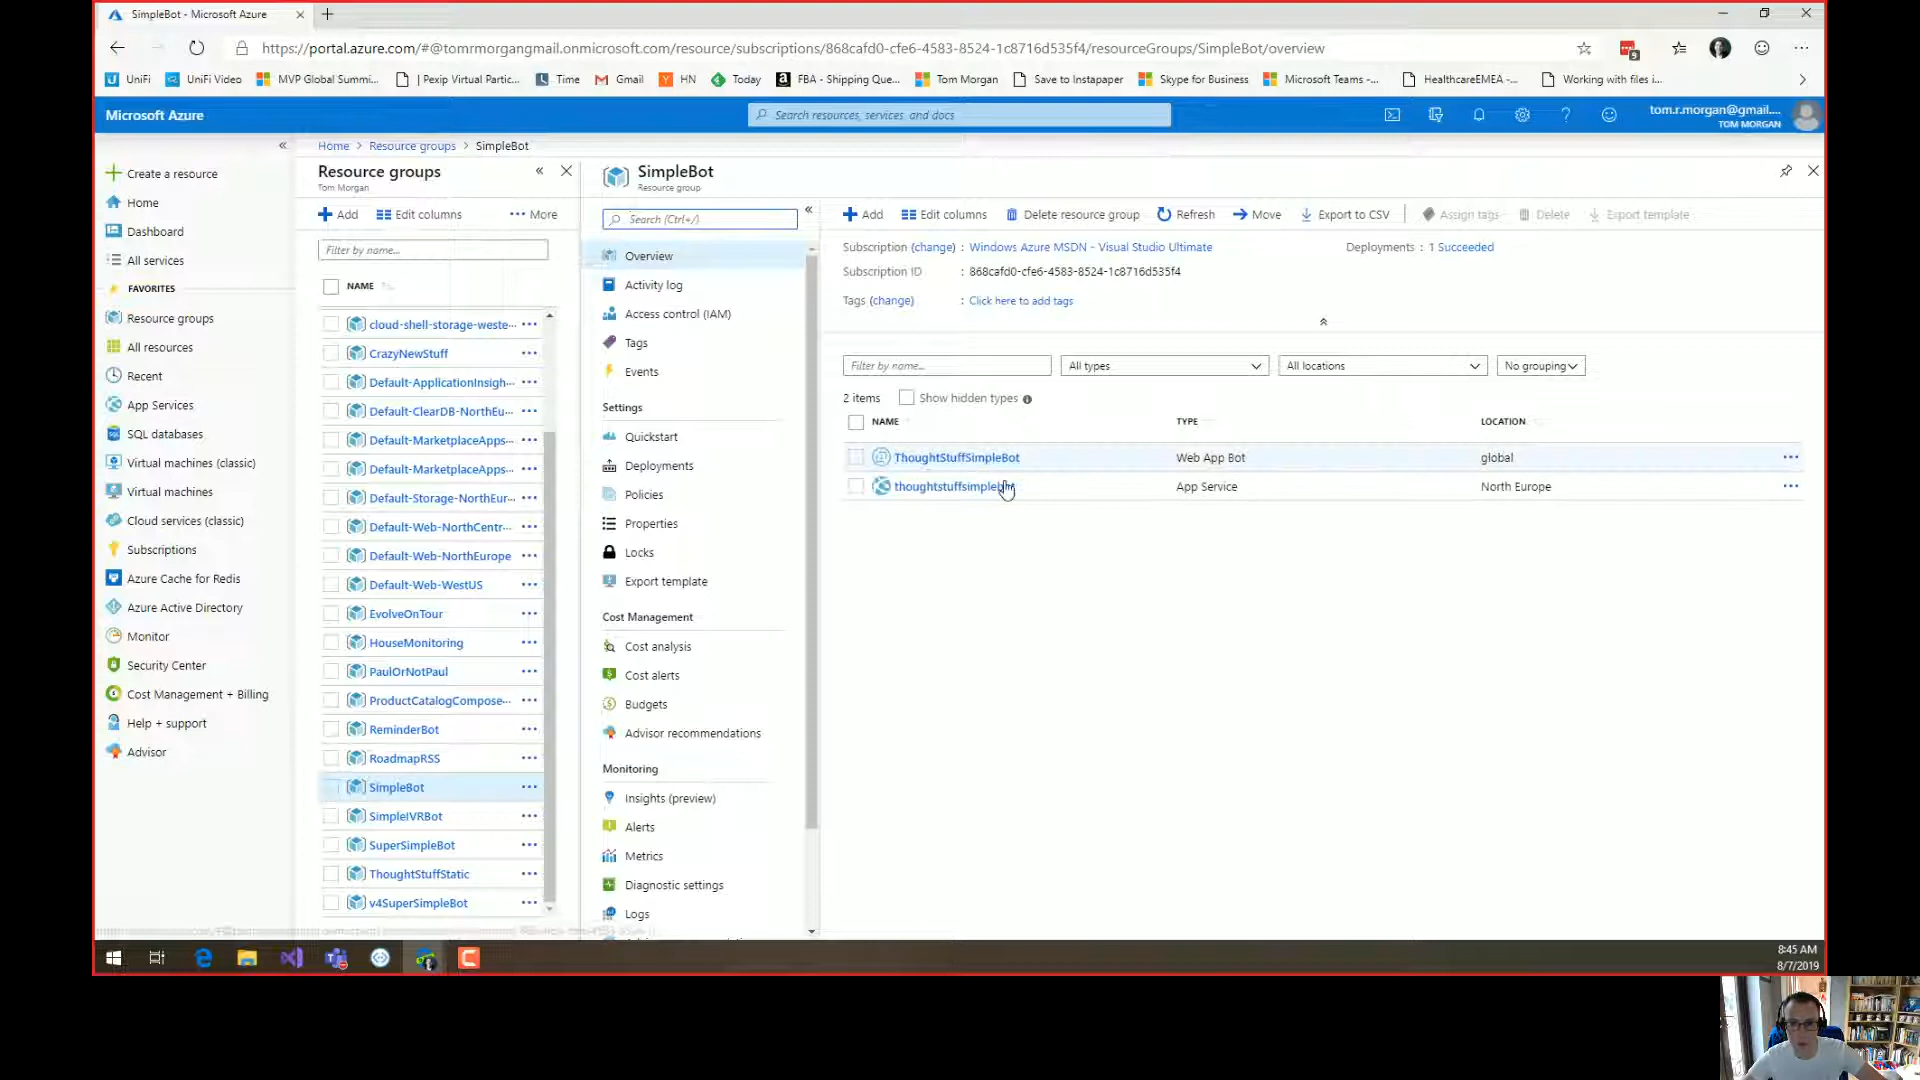 SimpleBot - Microsoft Azure
https://portal.azure.com/#@tomrmorgangmail.onmicrosoft.com/resource/subscriptions/868cafd0-cfe6-4583-8524-1c8716d535f4/resourceGroups/SimpleBot/overview
UniFi UniFi Video MVP Global Summi... Pexip Virtual Partic... Time Gmail HN Today FBA - Shipping Que... Tom Morgan Save to Instapaper Skype for Business Microsoft Teams -... HealthcareEMEA -... Working with files i...
Microsoft Azure
Search resources, services, and docs
tom.r.morgan@gmail....
TOM MORGAN
Home > Resource groups > SimpleBot
Create a resource
Home
Dashboard
All services
FAVORITES
Resource groups
All resources
Recent
App Services
SQL databases
Virtual machines (classic)
Virtual machines
Cloud services (classic)
Subscriptions
Azure Cache for Redis
Azure Active Directory
Monitor
Security Center
Cost Management + Billing
Help + support
Advisor
Resource groups
Tom Morgan
Add Edit columns More
Filter by name...
NAME
cloud-shell-storage-weste...
CrazyNewStuff
Default-ApplicationInsigh...
Default-ClearDB-NorthEu...
Default-MarketplaceApps...
Default-MarketplaceApps...
Default-Storage-NorthEur...
Default-Web-NorthCentr...
Default-Web-NorthEurope
Default-Web-WestUS
EvolveOnTour
HouseMonitoring
PaulOrNotPaul
ProductCatalogCompose...
ReminderBot
RoadmapRSS
SimpleBot
SimpleIVRBot
SuperSimpleBot
ThoughtStuffStatic
v4SuperSimpleBot
SimpleBot
Resource group
Search (Ctrl+/)
Overview
Activity log
Access control (IAM)
Tags
Events
Settings
Quickstart
Deployments
Policies
Properties
Locks
Export template
Cost Management
Cost analysis
Cost alerts
Budgets
Advisor recommendations
Monitoring
Insights (preview)
Alerts
Metrics
Diagnostic settings
Logs
Add Edit columns Delete resource group Refresh Move Export to CSV Assign tags Delete Export template
Subscription (change) : Windows Azure MSDN - Visual Studio Ultimate Deployments : 1 Succeeded
Subscription ID : 868cafd0-cfe6-4583-8524-1c8716d535f4
Tags (change) : Click here to add tags
Filter by name... All types All locations No grouping
2 items Show hidden types
NAME TYPE LOCATION
ThoughtStuffSimpleBot Web App Bot global
thoughtstuffsimplebot App Service North Europe
8:45 AM
8/7/2019